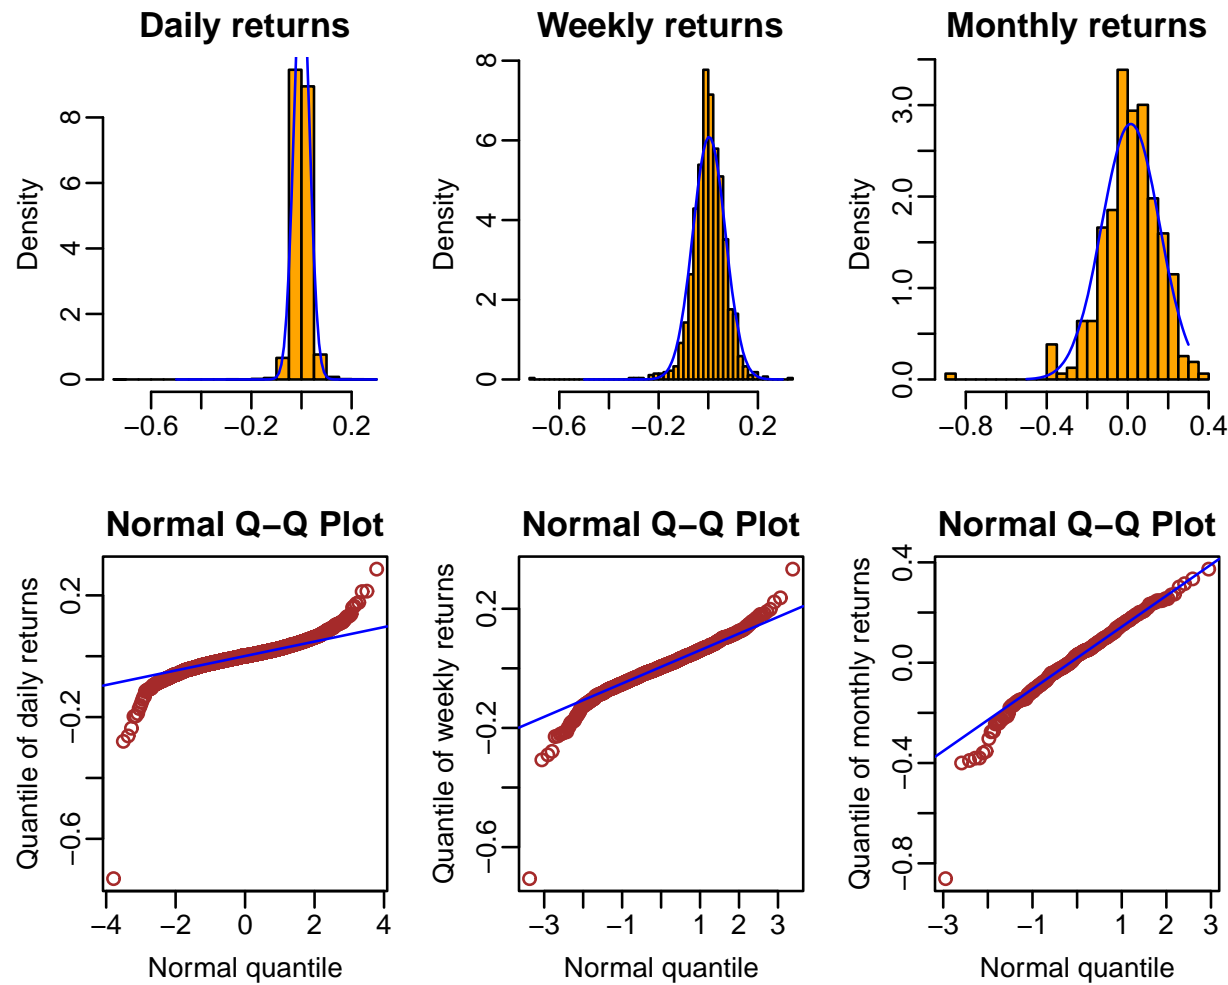 Daily returns
Weekly returns
Monthly returns
Density
0 2 4 6 8
−0.6 −0.2 0.2
Density
0 2 4 6 8
−0.6 −0.2 0.2
Density
0.0 1.0 2.0 3.0
−0.8 −0.4 0.0 0.4
Normal Q−Q Plot
Normal Q−Q Plot
Normal Q−Q Plot
Quantile of daily returns
−0.6 −0.2 0.2
−4 −2 0 2 4
Normal quantile
Quantile of weekly returns
−0.6 −0.2 0.2
−3 −1 1 2 3
Normal quantile
Quantile of monthly returns
−0.8 −0.4 0.0 0.4
−3 −1 1 2 3
Normal quantile